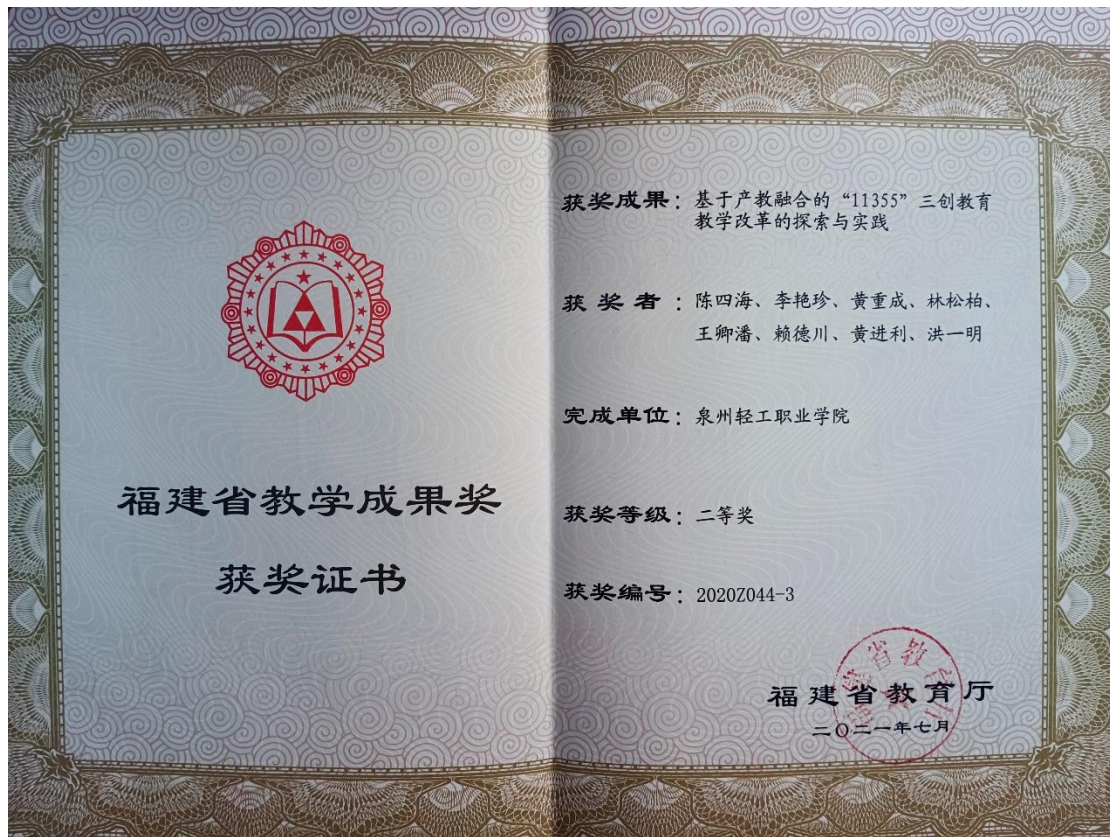 福建省教学成果奖
获奖证书
获奖成果：基于产教融合的“11355”三创教育
教学改革的探索与实践
获奖者：陈四海、李艳珍、黄重成、林松柏、
王卿潘、赖德川、黄进利、洪一明
完成单位：泉州轻工职业学院
获奖等级：二等奖
获奖编号：2020Z044-3
福建省教育厅
二〇二一年七月